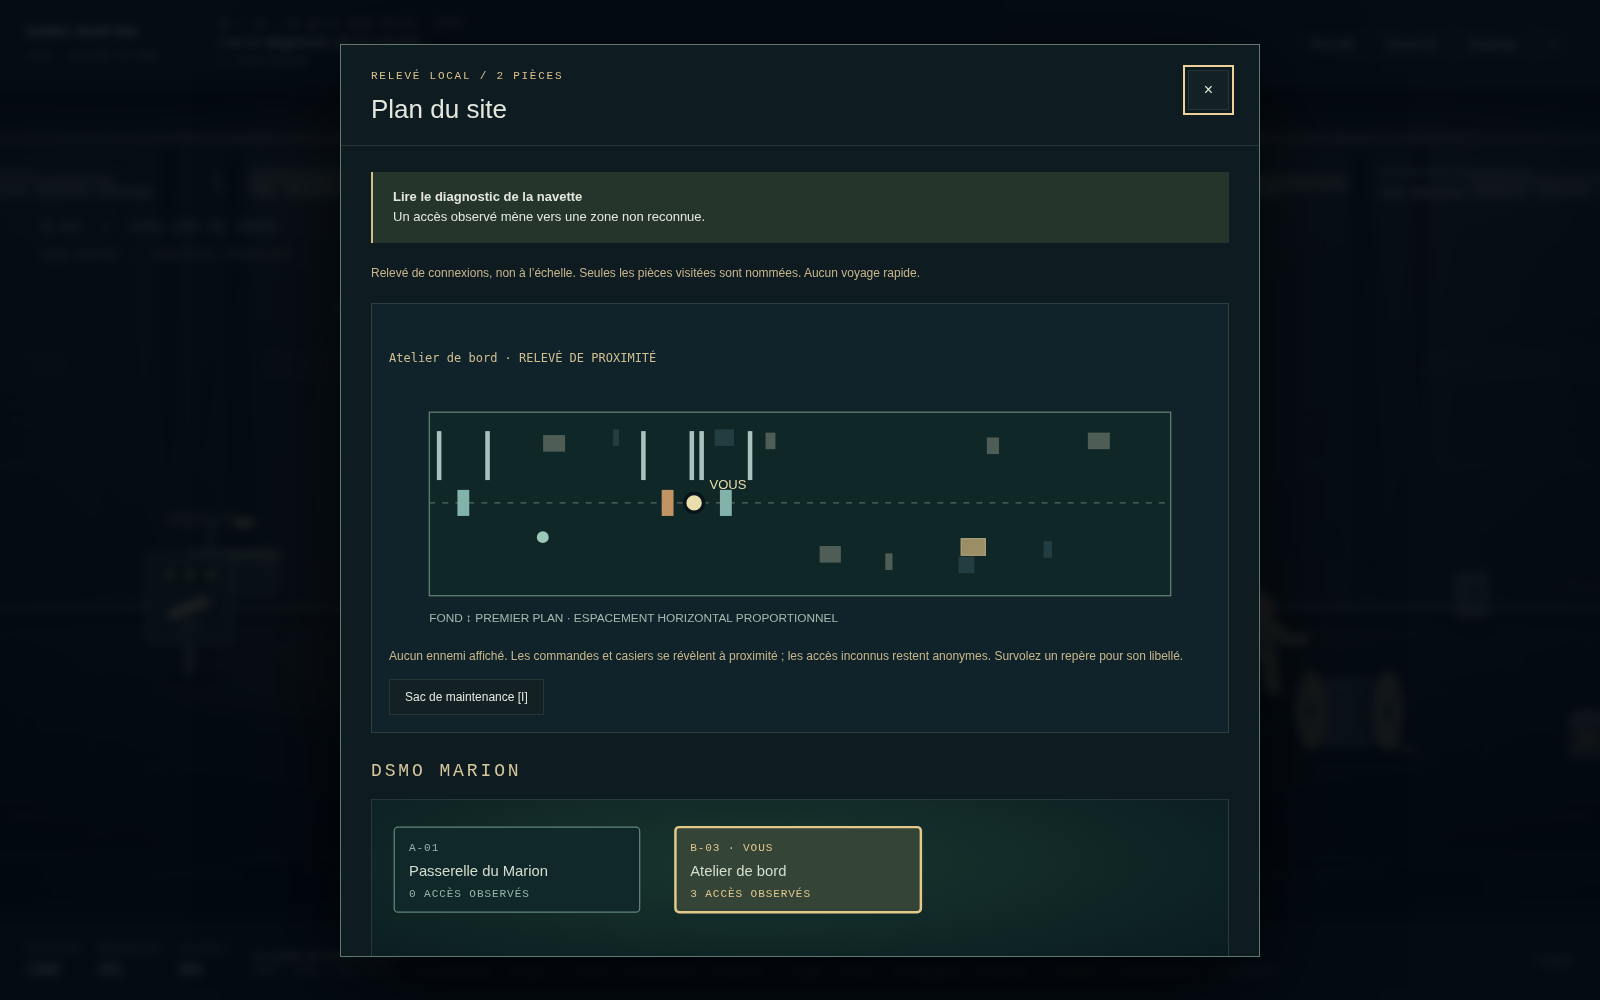 RELEVÉ LOCAL / 2 PIÈCES
Plan du site
×
Lire le diagnostic de la navette
Un accès observé mène vers une zone non reconnue.
Relevé de connexions, non à l’échelle. Seules les pièces visitées sont nommées. Aucun voyage rapide.
Atelier de bord · RELEVÉ DE PROXIMITÉ
VOUS
FOND ↕ PREMIER PLAN · ESPACEMENT HORIZONTAL PROPORTIONNEL
Aucun ennemi affiché. Les commandes et casiers se révèlent à proximité ; les accès inconnus restent anonymes. Survolez un repère pour son libellé.
Sac de maintenance [I]
DSMO MARION
A-01
Passerelle du Marion
0 ACCÈS OBSERVÉS
B-03 · VOUS
Atelier de bord
3 ACCÈS OBSERVÉS